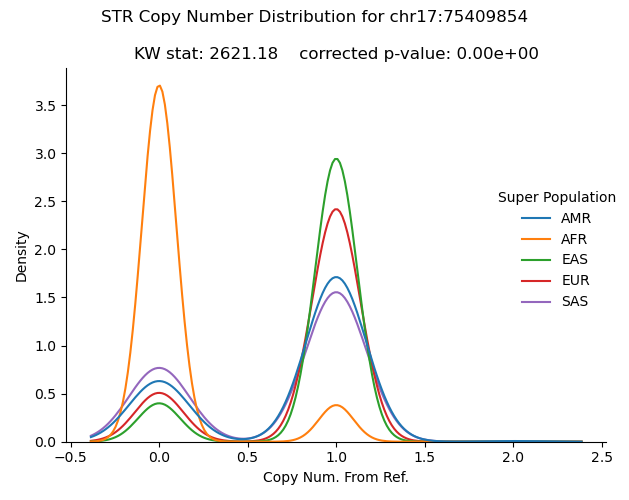 STR Copy Number Distribution for chr17:75409854
KW stat: 2621.18    corrected p-value: 0.00e+00
3.5
3.0
2.5
2.0
1.5
1.0
0.5
0.0
Density
−0.5 0.0 0.5 1.0 1.5 2.0 2.5
Copy Num. From Ref.
Super Population
AMR
AFR
EAS
EUR
SAS